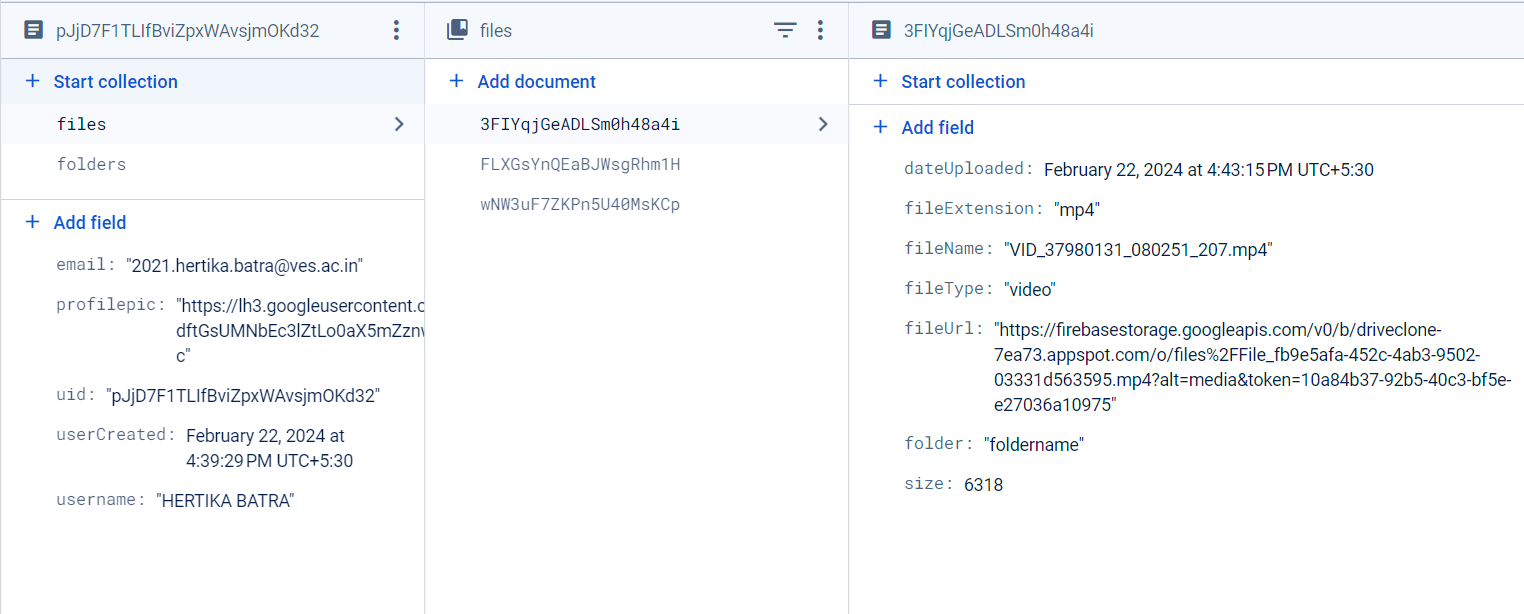 pJjD7F1TLIfBviZpxWAvsjmOKd32
Start collection
files
folders
Add field
email: "2021.hertika.batra@ves.ac.in"
profilepic: "https://lh3.googleusercontent.c
dftGsUMNbEc3lZtLo0aX5mZznv
c"
uid: "pJjD7F1TLIfBviZpxWAvsjmOKd32"
userCreated: February 22, 2024 at
4:39:29 PM UTC+5:30
username: "HERTIKA BATRA"
files
Add document
3FIYqjGeADLSm0h48a4i
FLXGsYnQEaBJWsgRhm1H
wNW3uF7ZKPn5U40MsKCp
3FIYqjGeADLSm0h48a4i
Start collection
Add field
dateUploaded: February 22, 2024 at 4:43:15 PM UTC+5:30
fileExtension: "mp4"
fileName: "VID_37980131_080251_207.mp4"
fileType: "video"
fileUrl: "https://firebasestorage.googleapis.com/v0/b/driveclone-
7ea73.appspot.com/o/files%2FFile_fb9e5afa-452c-4ab3-9502-
03331d563595.mp4?alt=media&token=10a84b37-92b5-40c3-bf5e-
e27036a10975"
folder: "foldername"
size: 6318